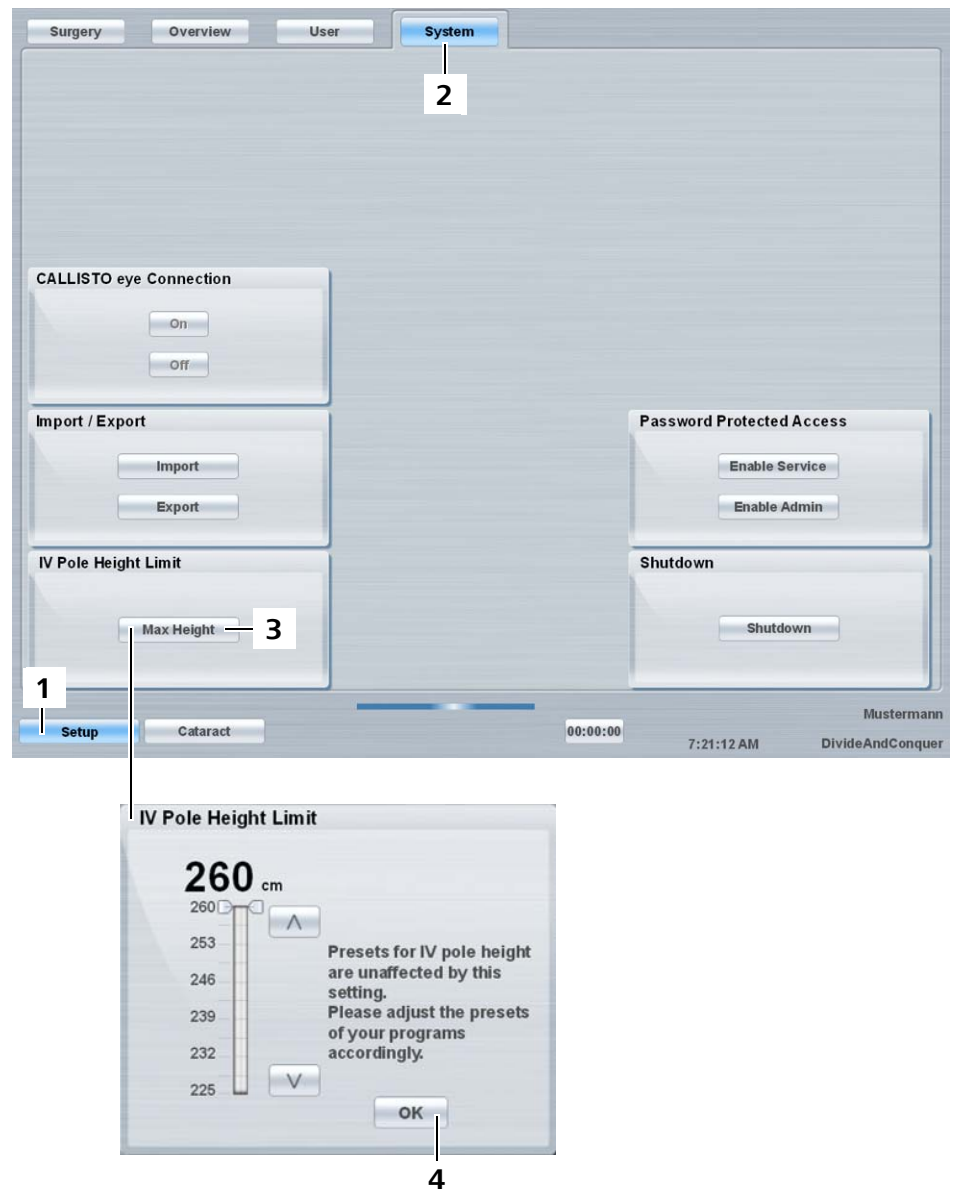 Surgery Overview User System
2
CALLISTO eye Connection
On
Off
Import / Export
Import
Export
Password Protected Access
Enable Service
Enable Admin
IV Pole Height Limit
Max Height
3
Shutdown
Shutdown
1
Setup Cataract
00:00:00
7:21:12 AM
Mustermann
DivideAndConquer
IV Pole Height Limit
260 cm
260
253
246
239
232
225
Presets for IV pole height
are unaffected by this
setting.
Please adjust the presets
of your programs
accordingly.
OK
4